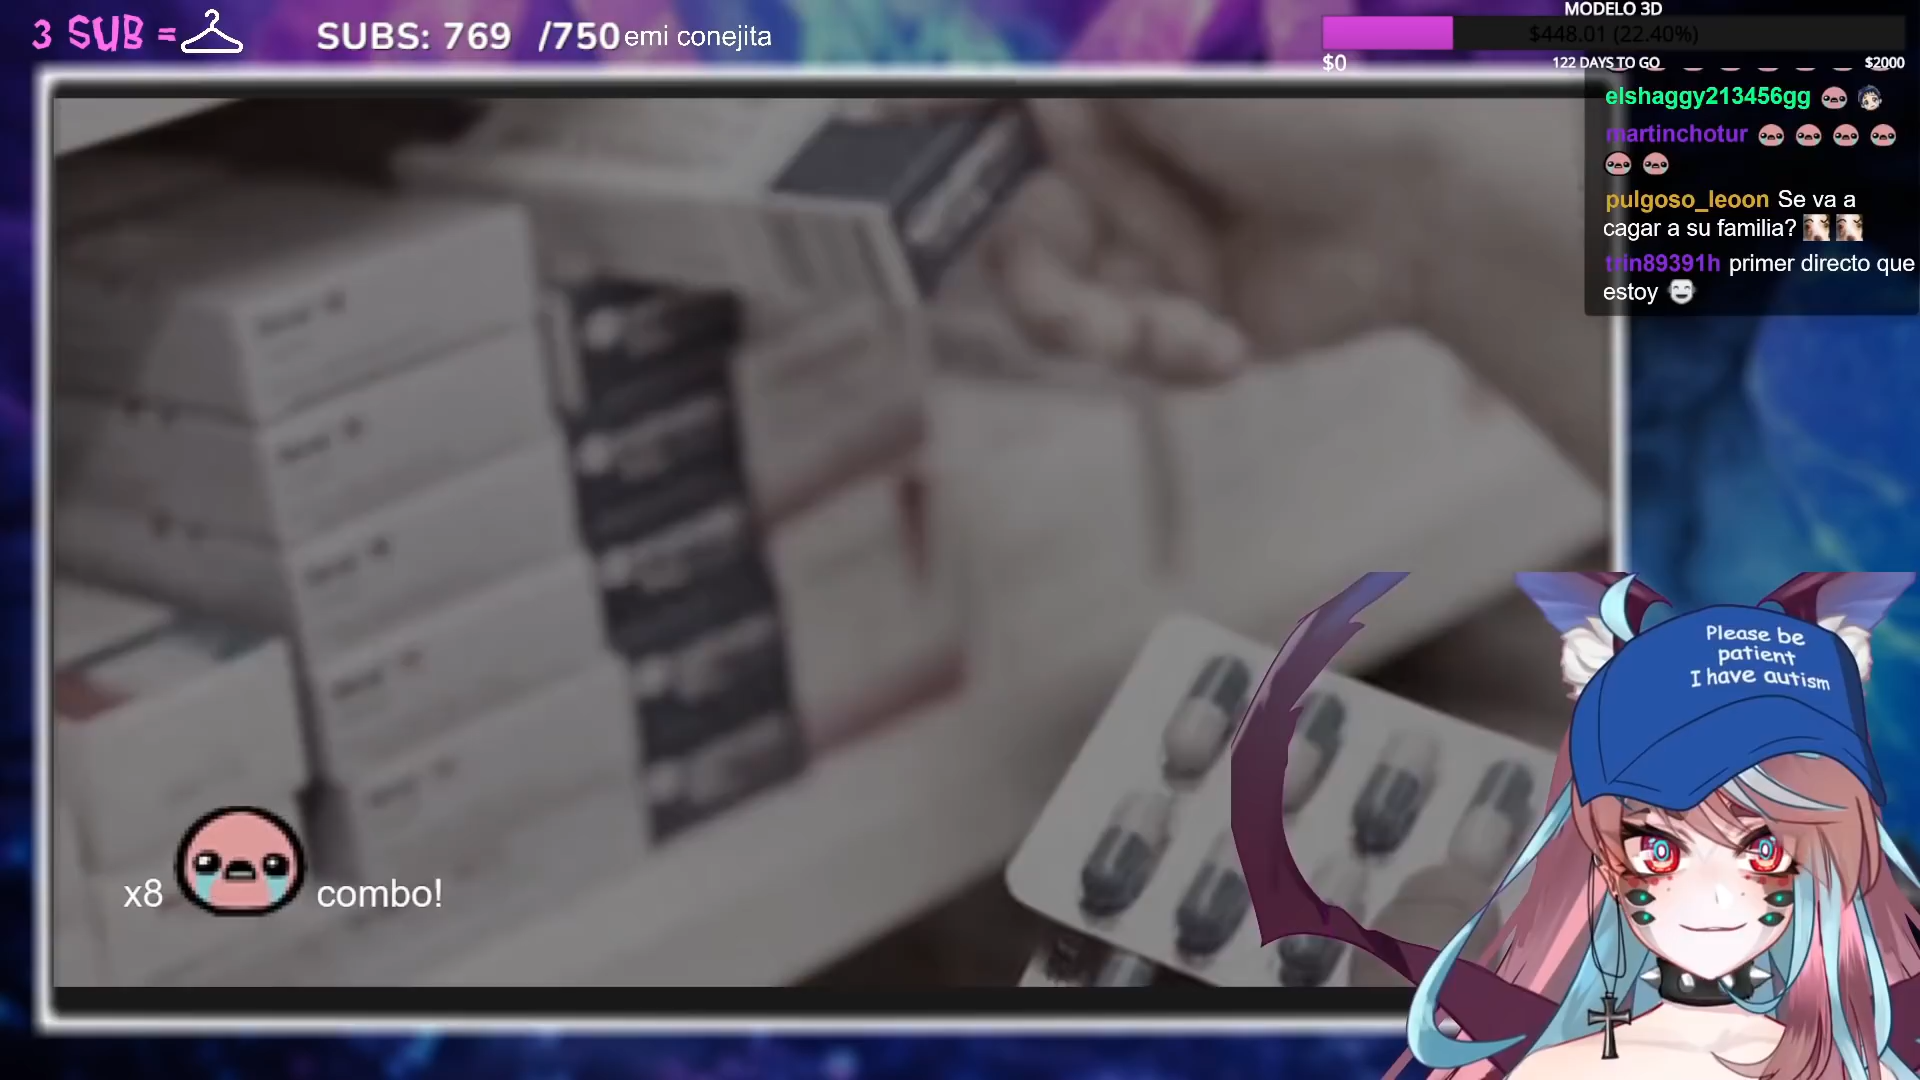 3 SUB =
SUBS: 769 /750 emi conejita
MODELO 3D
$448.01 (22.40%)
$0
122 DAYS TO GO
$2000
elshaggy213456gg
martinchotur
pulgoso_leoon Se va a
cagar a su familia?
trin89391h primer directo que
estoy
Please be
patient
I have autism
x8
combo!